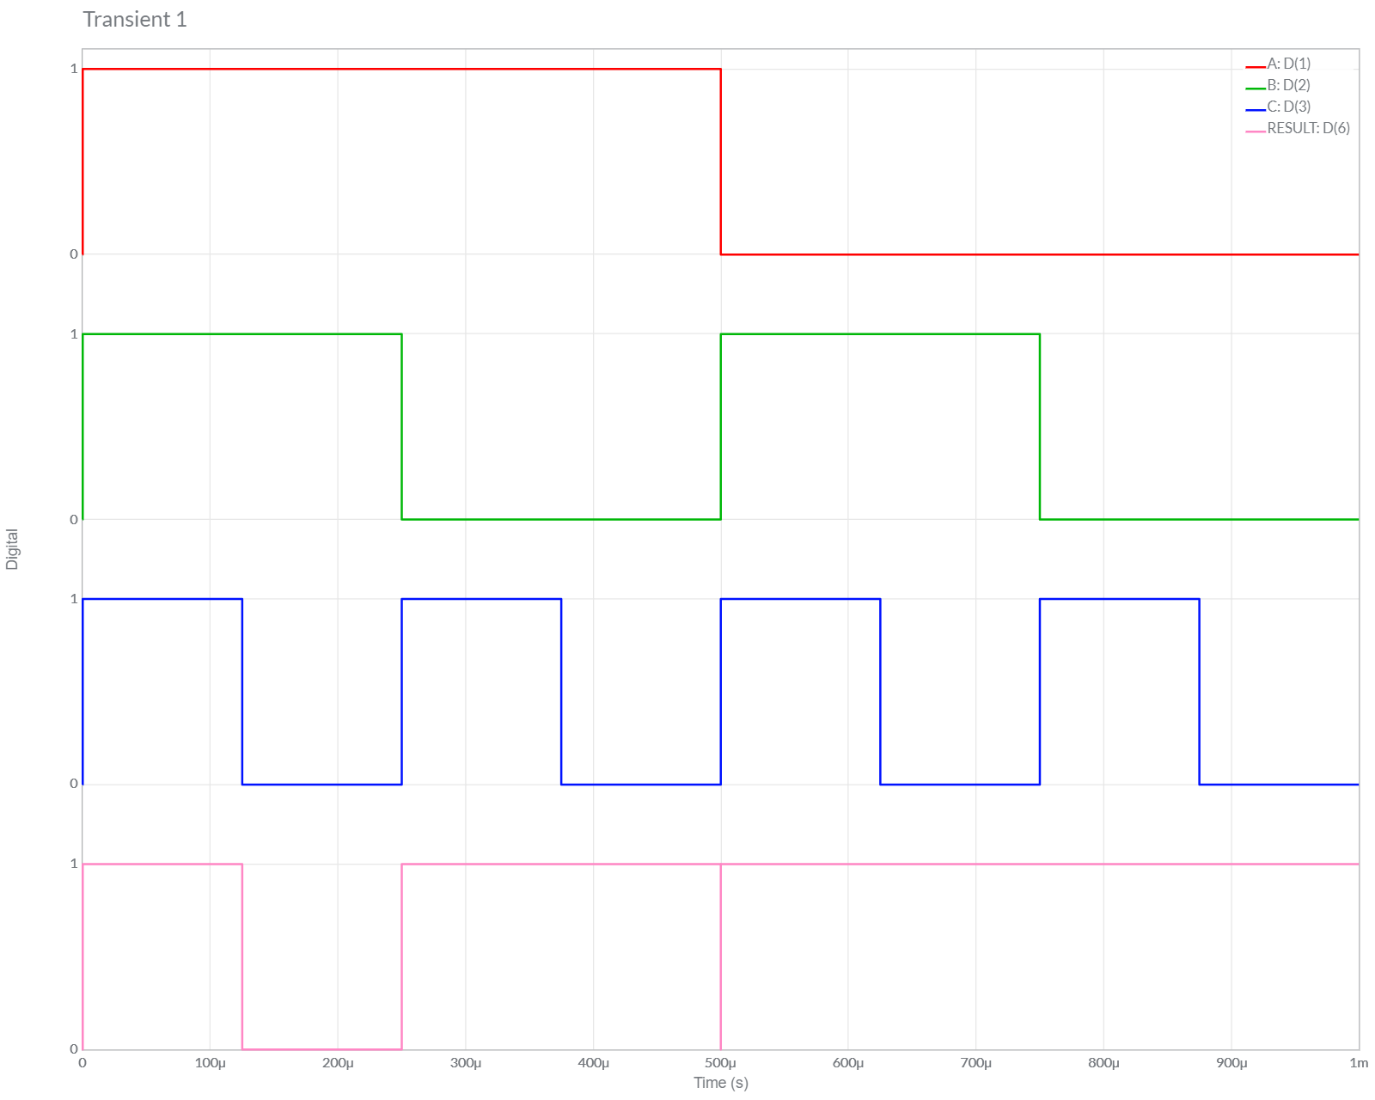 Transient 1
A: D(1)
B: D(2)
C: D(3)
RESULT: D(6)
1
0
1
0
1
0
1
0
Digital
0 100µ 200µ 300µ 400µ 500µ 600µ 700µ 800µ 900µ 1m
Time (s)